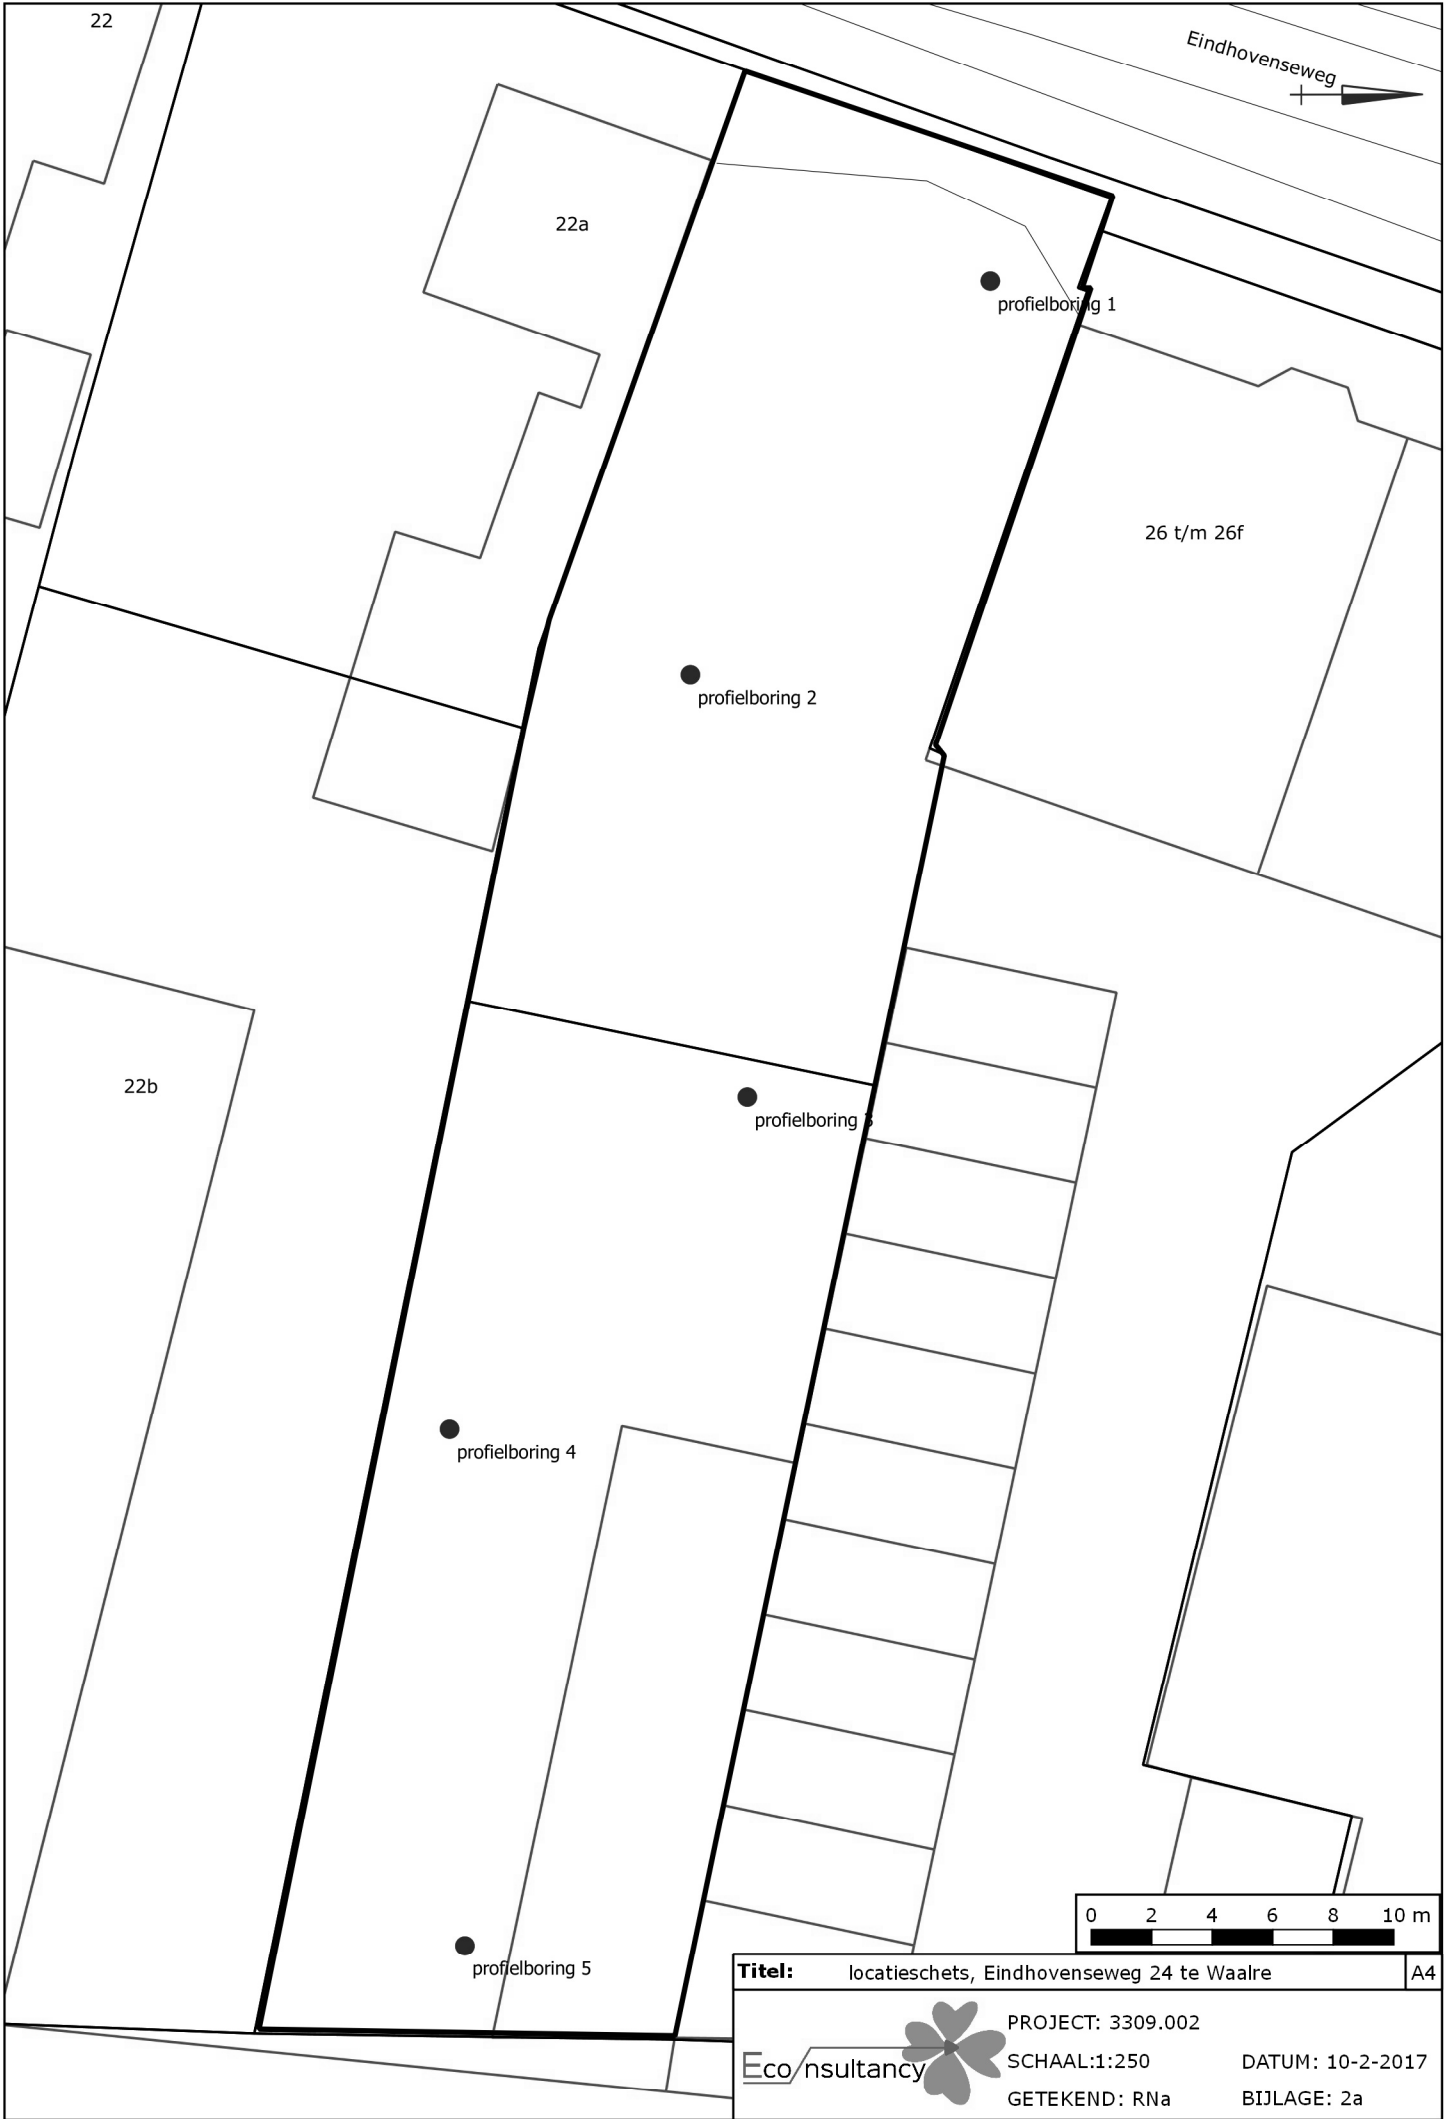 22
Eindhovenseweg
22a
profielboring 1
26 t/m 26f
profielboring 2
22b
profielboring 3
profielboring 4
profielboring 5
0 2 4 6 8 10 m
Titel: locatieschets, Eindhovenseweg 24 te Waalre A4
PROJECT: 3309.002
Econsultancy
SCHAAL:1:250 DATUM: 10-2-2017
GETEKEND: RNa BIJLAGE: 2a